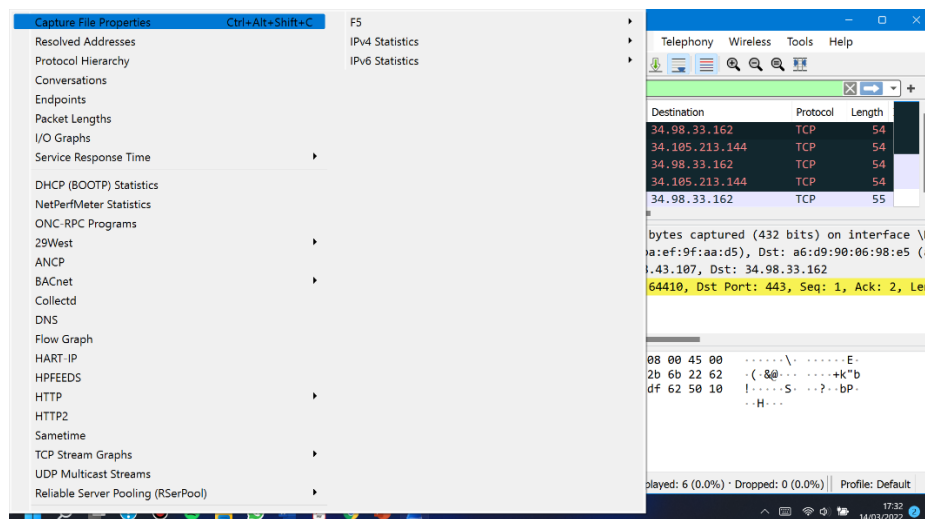 Capture File Properties Ctrl+Alt+Shift+C
Resolved Addresses
Protocol Hierarchy
Conversations
Endpoints
Packet Lengths
I/O Graphs
Service Response Time
DHCP (BOOTP) Statistics
NetPerfMeter Statistics
ONC-RPC Programs
29West
ANCP
BACnet
Collectd
DNS
Flow Graph
HART-IP
HPFEEDS
HTTP
HTTP2
Sametime
TCP Stream Graphs
UDP Multicast Streams
Reliable Server Pooling (RSerPool)
F5
IPv4 Statistics
IPv6 Statistics
Telephony Wireless Tools Help
Destination Protocol Length
34.98.33.162 TCP 54
34.105.213.144 TCP 54
34.98.33.162 TCP 54
34.105.213.144 TCP 54
34.98.33.162 TCP 55
bytes captured (432 bits) on interface \
:ef:9f:aa:d5), Dst: a6:d9:90:06:98:e5 (
.43.107, Dst: 34.98.33.162
64410, Dst Port: 443, Seq: 1, Ack: 2, Le
08 00 45 00 ······\· ······E·
2b 6b 22 62 ·(·&@··· ····+k"b
df 62 50 10 !·····S· ··?··bP·
··H···
played: 6 (0.0%) · Dropped: 0 (0.0%) Profile: Default
17:32
14/03/2022 2